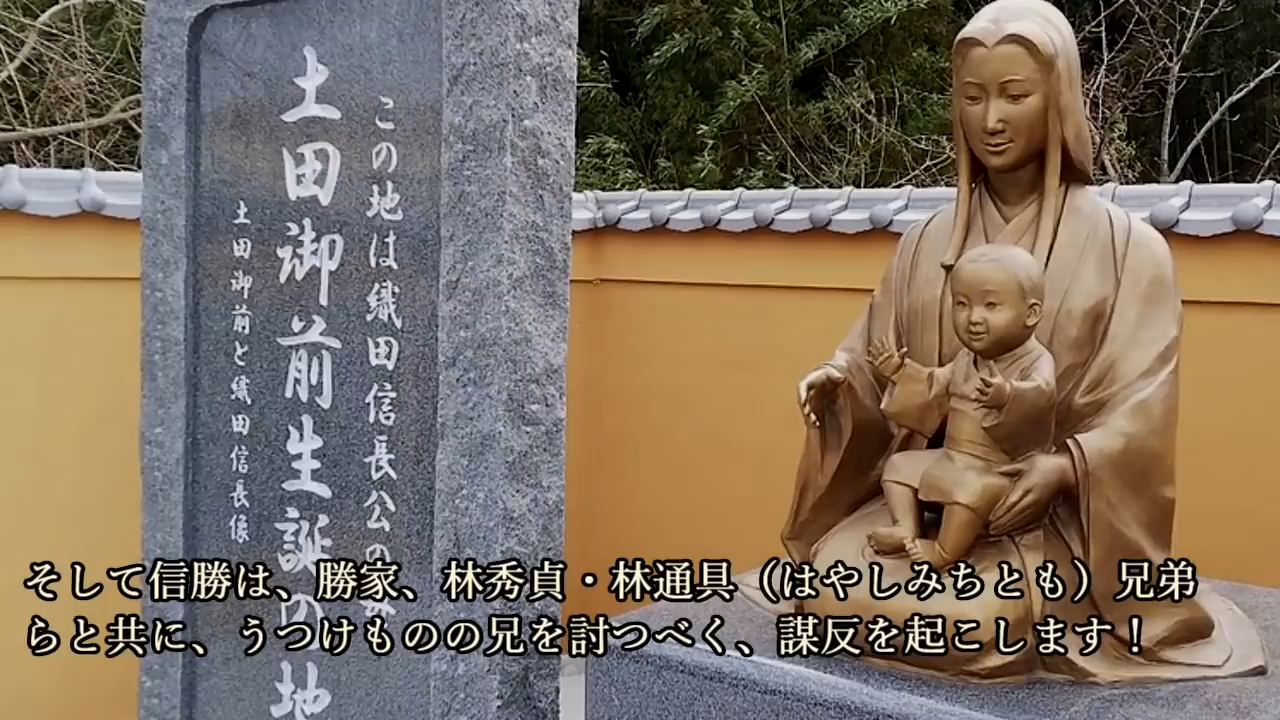 この地は織田信長公の
土田御前生誕の地
土田御前と織田信長像
そして信勝は、勝家、林秀貞・林通具（はやしみちとも）兄弟
らと共に、うつけものの兄を討つべく、謀反を起こします！